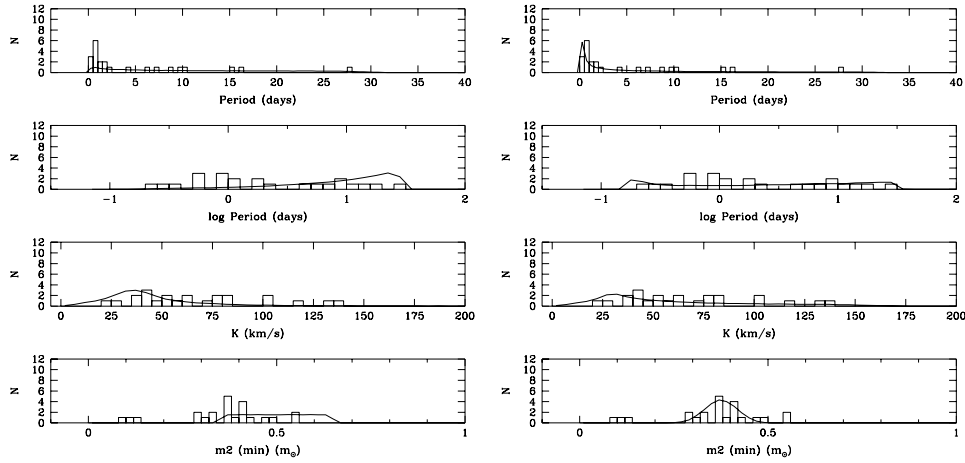 12 10 8 6 4 2 0
N
0 5 10 15 20 25 30 35 40
Period (days)
12 10 8 6 4 2 0
N
0 5 10 15 20 25 30 35 40
Period (days)
12 10 8 6 4 2 0
N
-1 0 1 2
log Period (days)
12 10 8 6 4 2 0
N
-1 0 1 2
log Period (days)
12 10 8 6 4 2 0
N
0 25 50 75 100 125 150 175 200
K (km/s)
12 10 8 6 4 2 0
N
0 25 50 75 100 125 150 175 200
K (km/s)
12 10 8 6 4 2 0
N
0 0.5 1
m2 (min) (m⊙)
12 10 8 6 4 2 0
N
0 0.5 1
m2 (min) (m⊙)